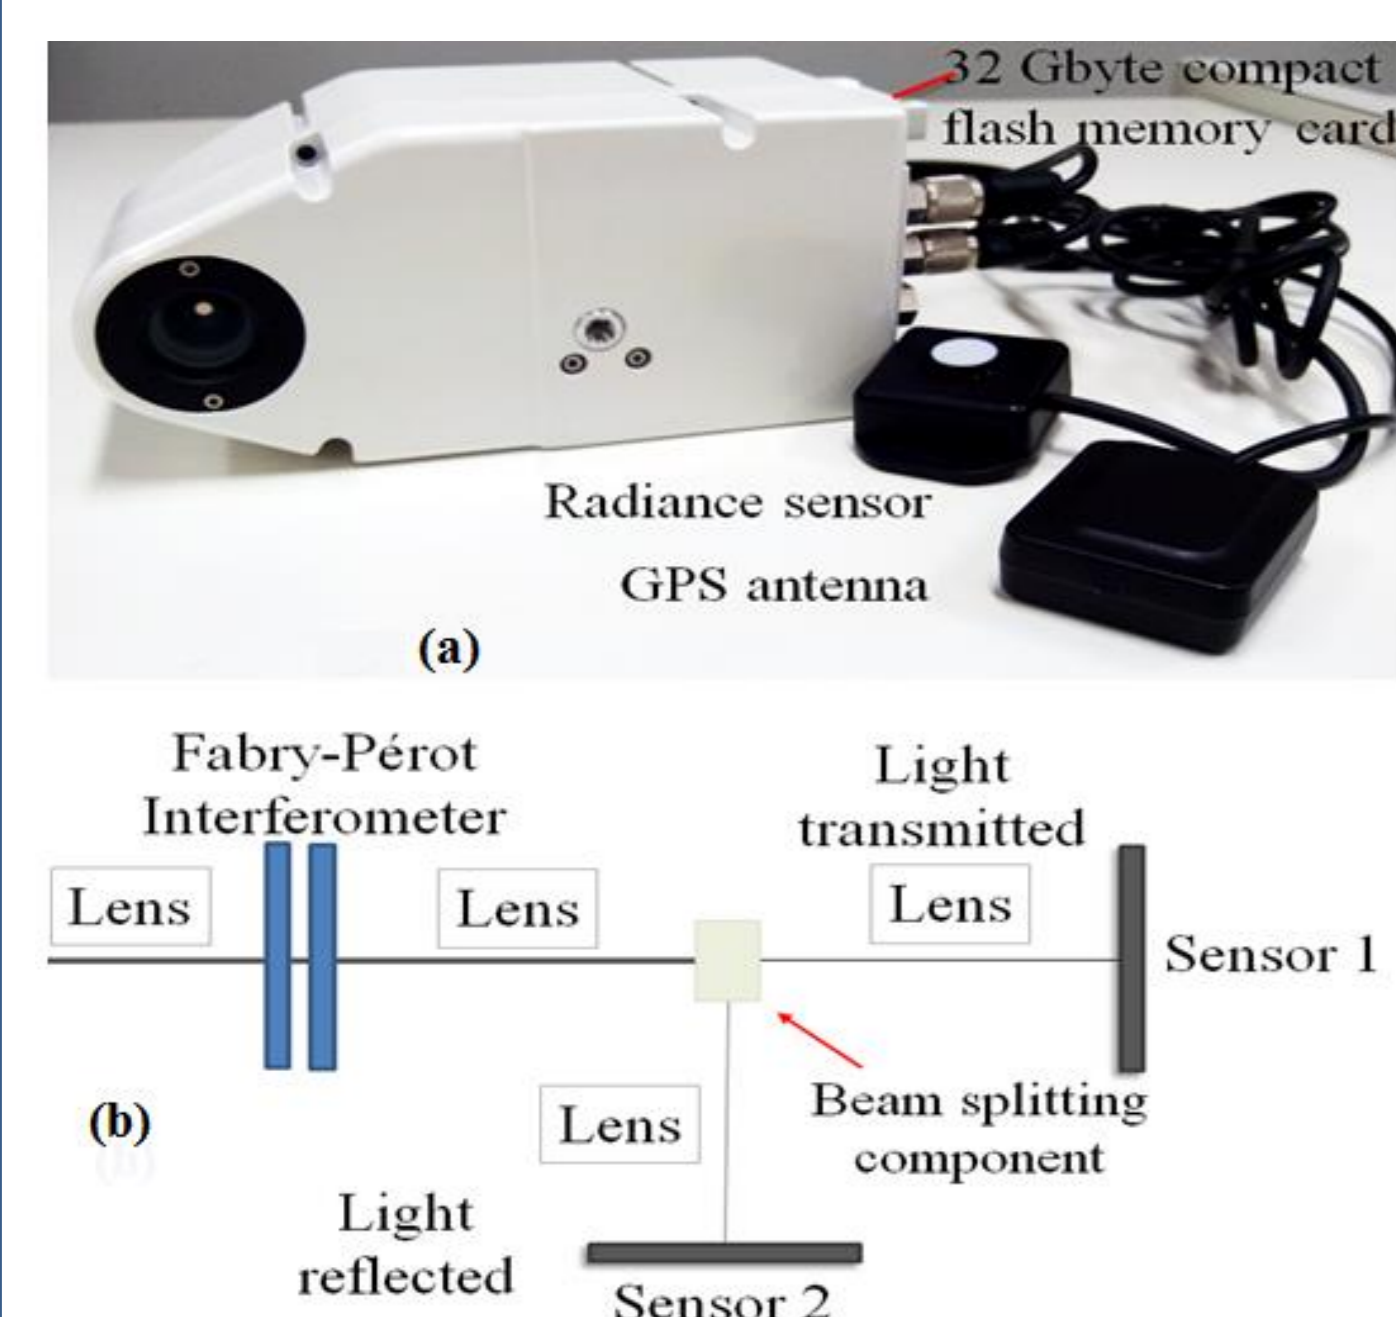 32 Gbyte compact
flash memory card
Radiance sensor
GPS antenna
(a)
Fabry-Pérot
Interferometer
Light
transmitted
Lens
Lens
Lens
Sensor 1
Beam splitting
component
(b)
Lens
Light
reflected
Sensor 2